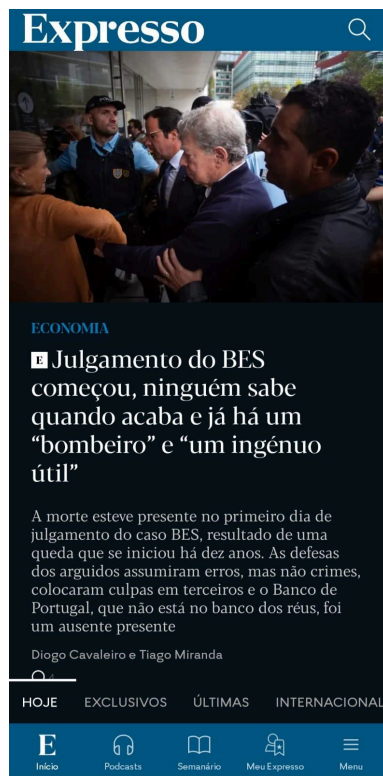 Expresso
ECONOMIA
E Julgamento do BES
começou, ninguém sabe
quando acaba e já há um
“bombeiro” e “um ingénuo
útil”
A morte esteve presente no primeiro dia de
julgamento do caso BES, resultado de uma
queda que se iniciou há dez anos. As defesas
dos arguidos assumiram erros, mas não crimes,
colocaram culpas em terceiros e o Banco de
Portugal, que não está no banco dos réus, foi
um ausente presente
Diogo Cavaleiro e Tiago Miranda
HOJE EXCLUSIVOS ÚLTIMAS INTERNACIONAL
E
Início Podcasts Semanário Meu Expresso Menu